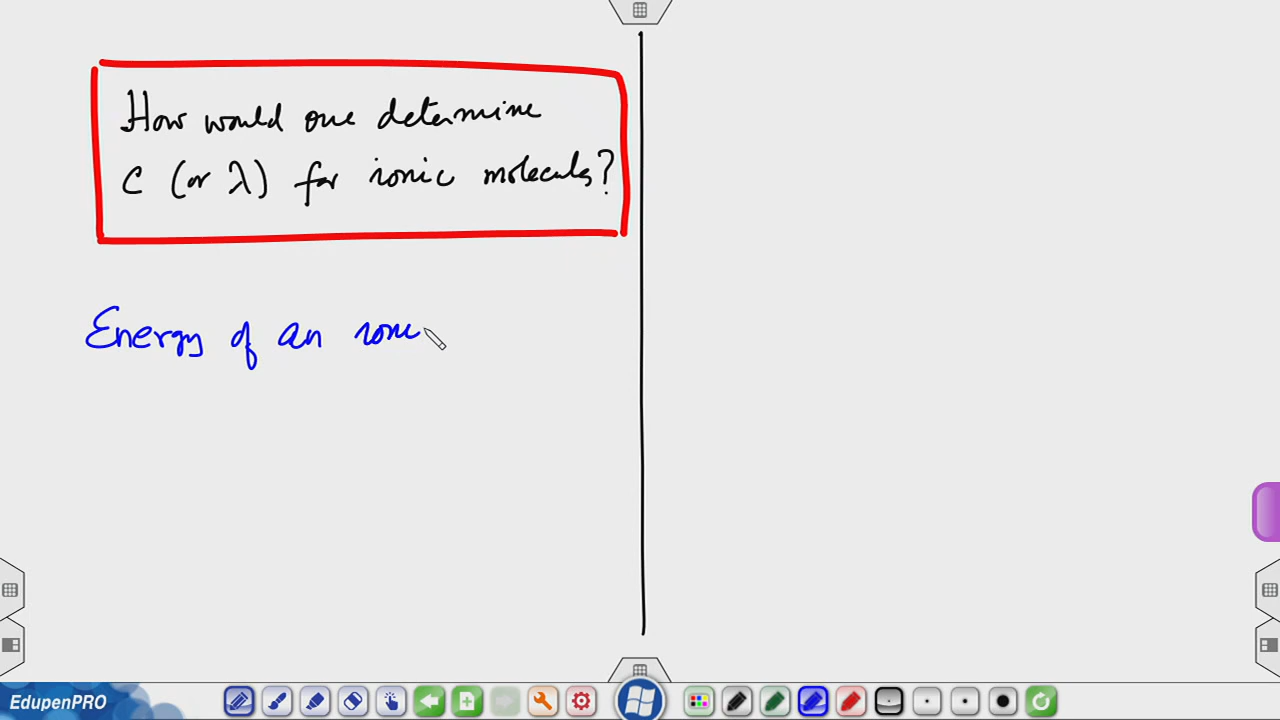 How would one determine
C (or λ) for ionic molecules?
Energy of an ionic
EdupenPRO